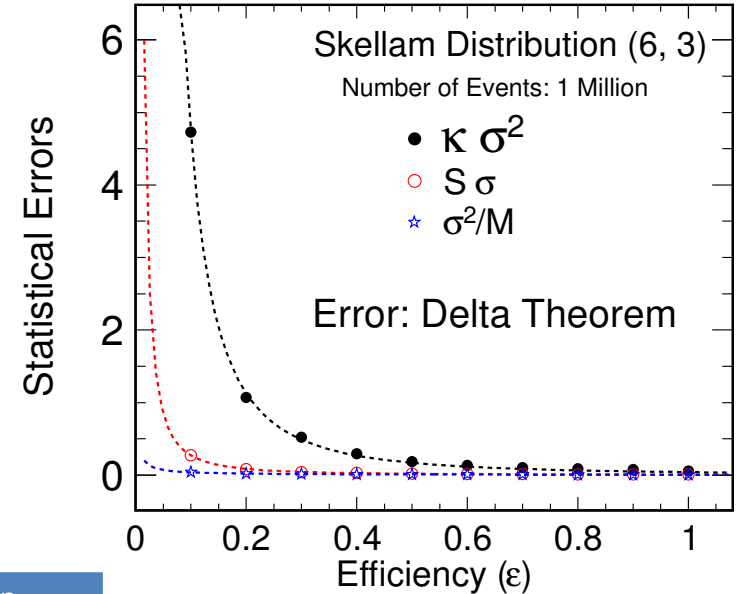 Skellam Distribution (6, 3)
Number of Events: 1 Million
κ σ²
S σ
σ²/M
Error: Delta Theorem
Statistical Errors
6
4
2
0
0 0.2 0.4 0.6 0.8 1
Efficiency (ε)